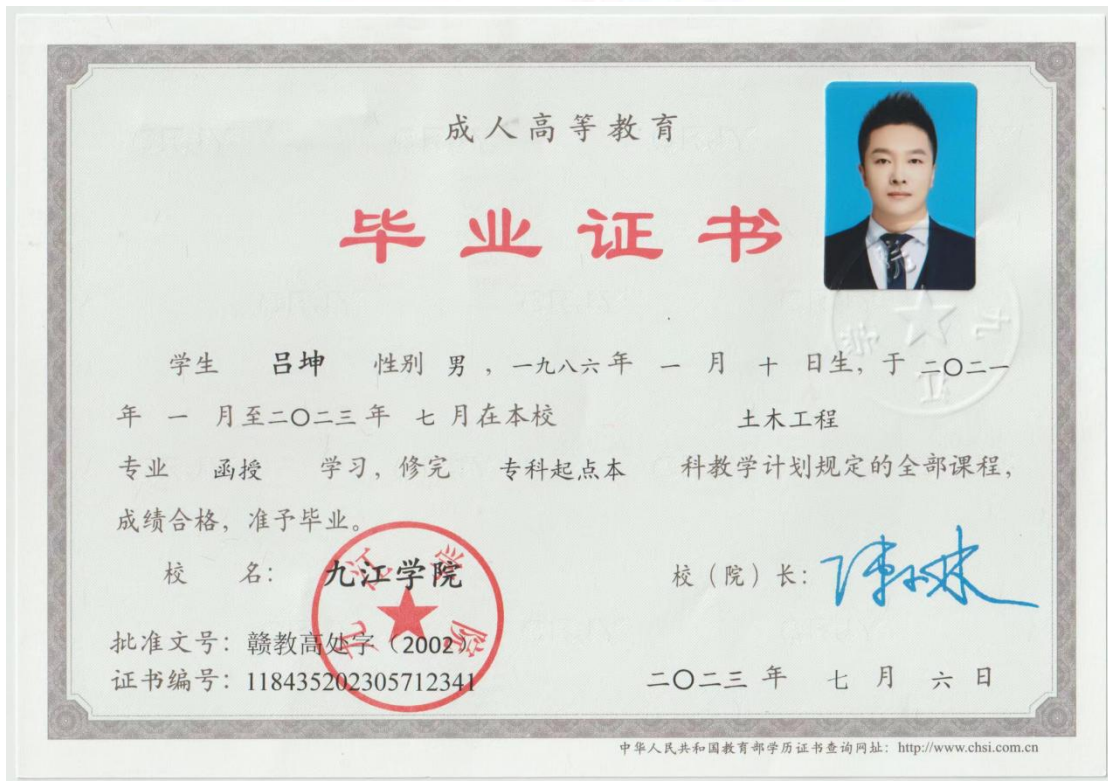 成人高等教育
毕业证书
学生 吕坤 性别 男，一九八六年 一 月 十 日生，于 二〇二一
年 一 月至二〇二三年 七 月在本校 土木工程
专业 函授 学习，修完 专科起点本 科教学计划规定的全部课程，
成绩合格，准予毕业。
校 名：九江学院 校（院）长：
九江学院
批准文号：赣教高处字（2002）
证书编号：118435202305712341
二〇二三 年 七 月 六 日
中华人民共和国教育部学历证书查询网址：http://www.chsi.com.cn